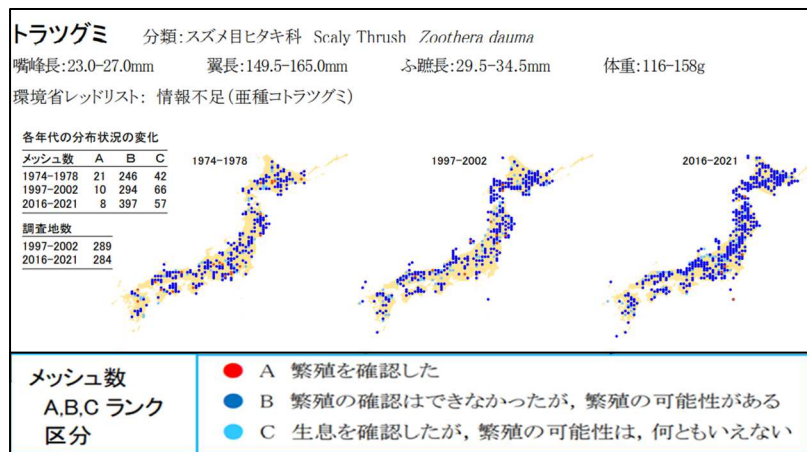 トラツグミ 分類:スズメ目ヒタキ科 Scaly Thrush Zoothera dauma
嘴峰長:23.0-27.0mm 翼長:149.5-165.0mm ふ蹠長:29.5-34.5mm 体重:116-158g
環境省レッドリスト: 情報不足(亜種コトラツグミ)
各年代の分布状況の変化
メッシュ数 A B C
1974-1978 21 246 42
1997-2002 10 294 66
2016-2021 8 397 57
調査地数
1997-2002 289
2016-2021 284
1974-1978
1997-2002
2016-2021
メッシュ数
A,B,C ランク
区分
A 繁殖を確認した
B 繁殖の確認はできなかったが, 繁殖の可能性がある
C 生息を確認したが, 繁殖の可能性は, 何ともいえない